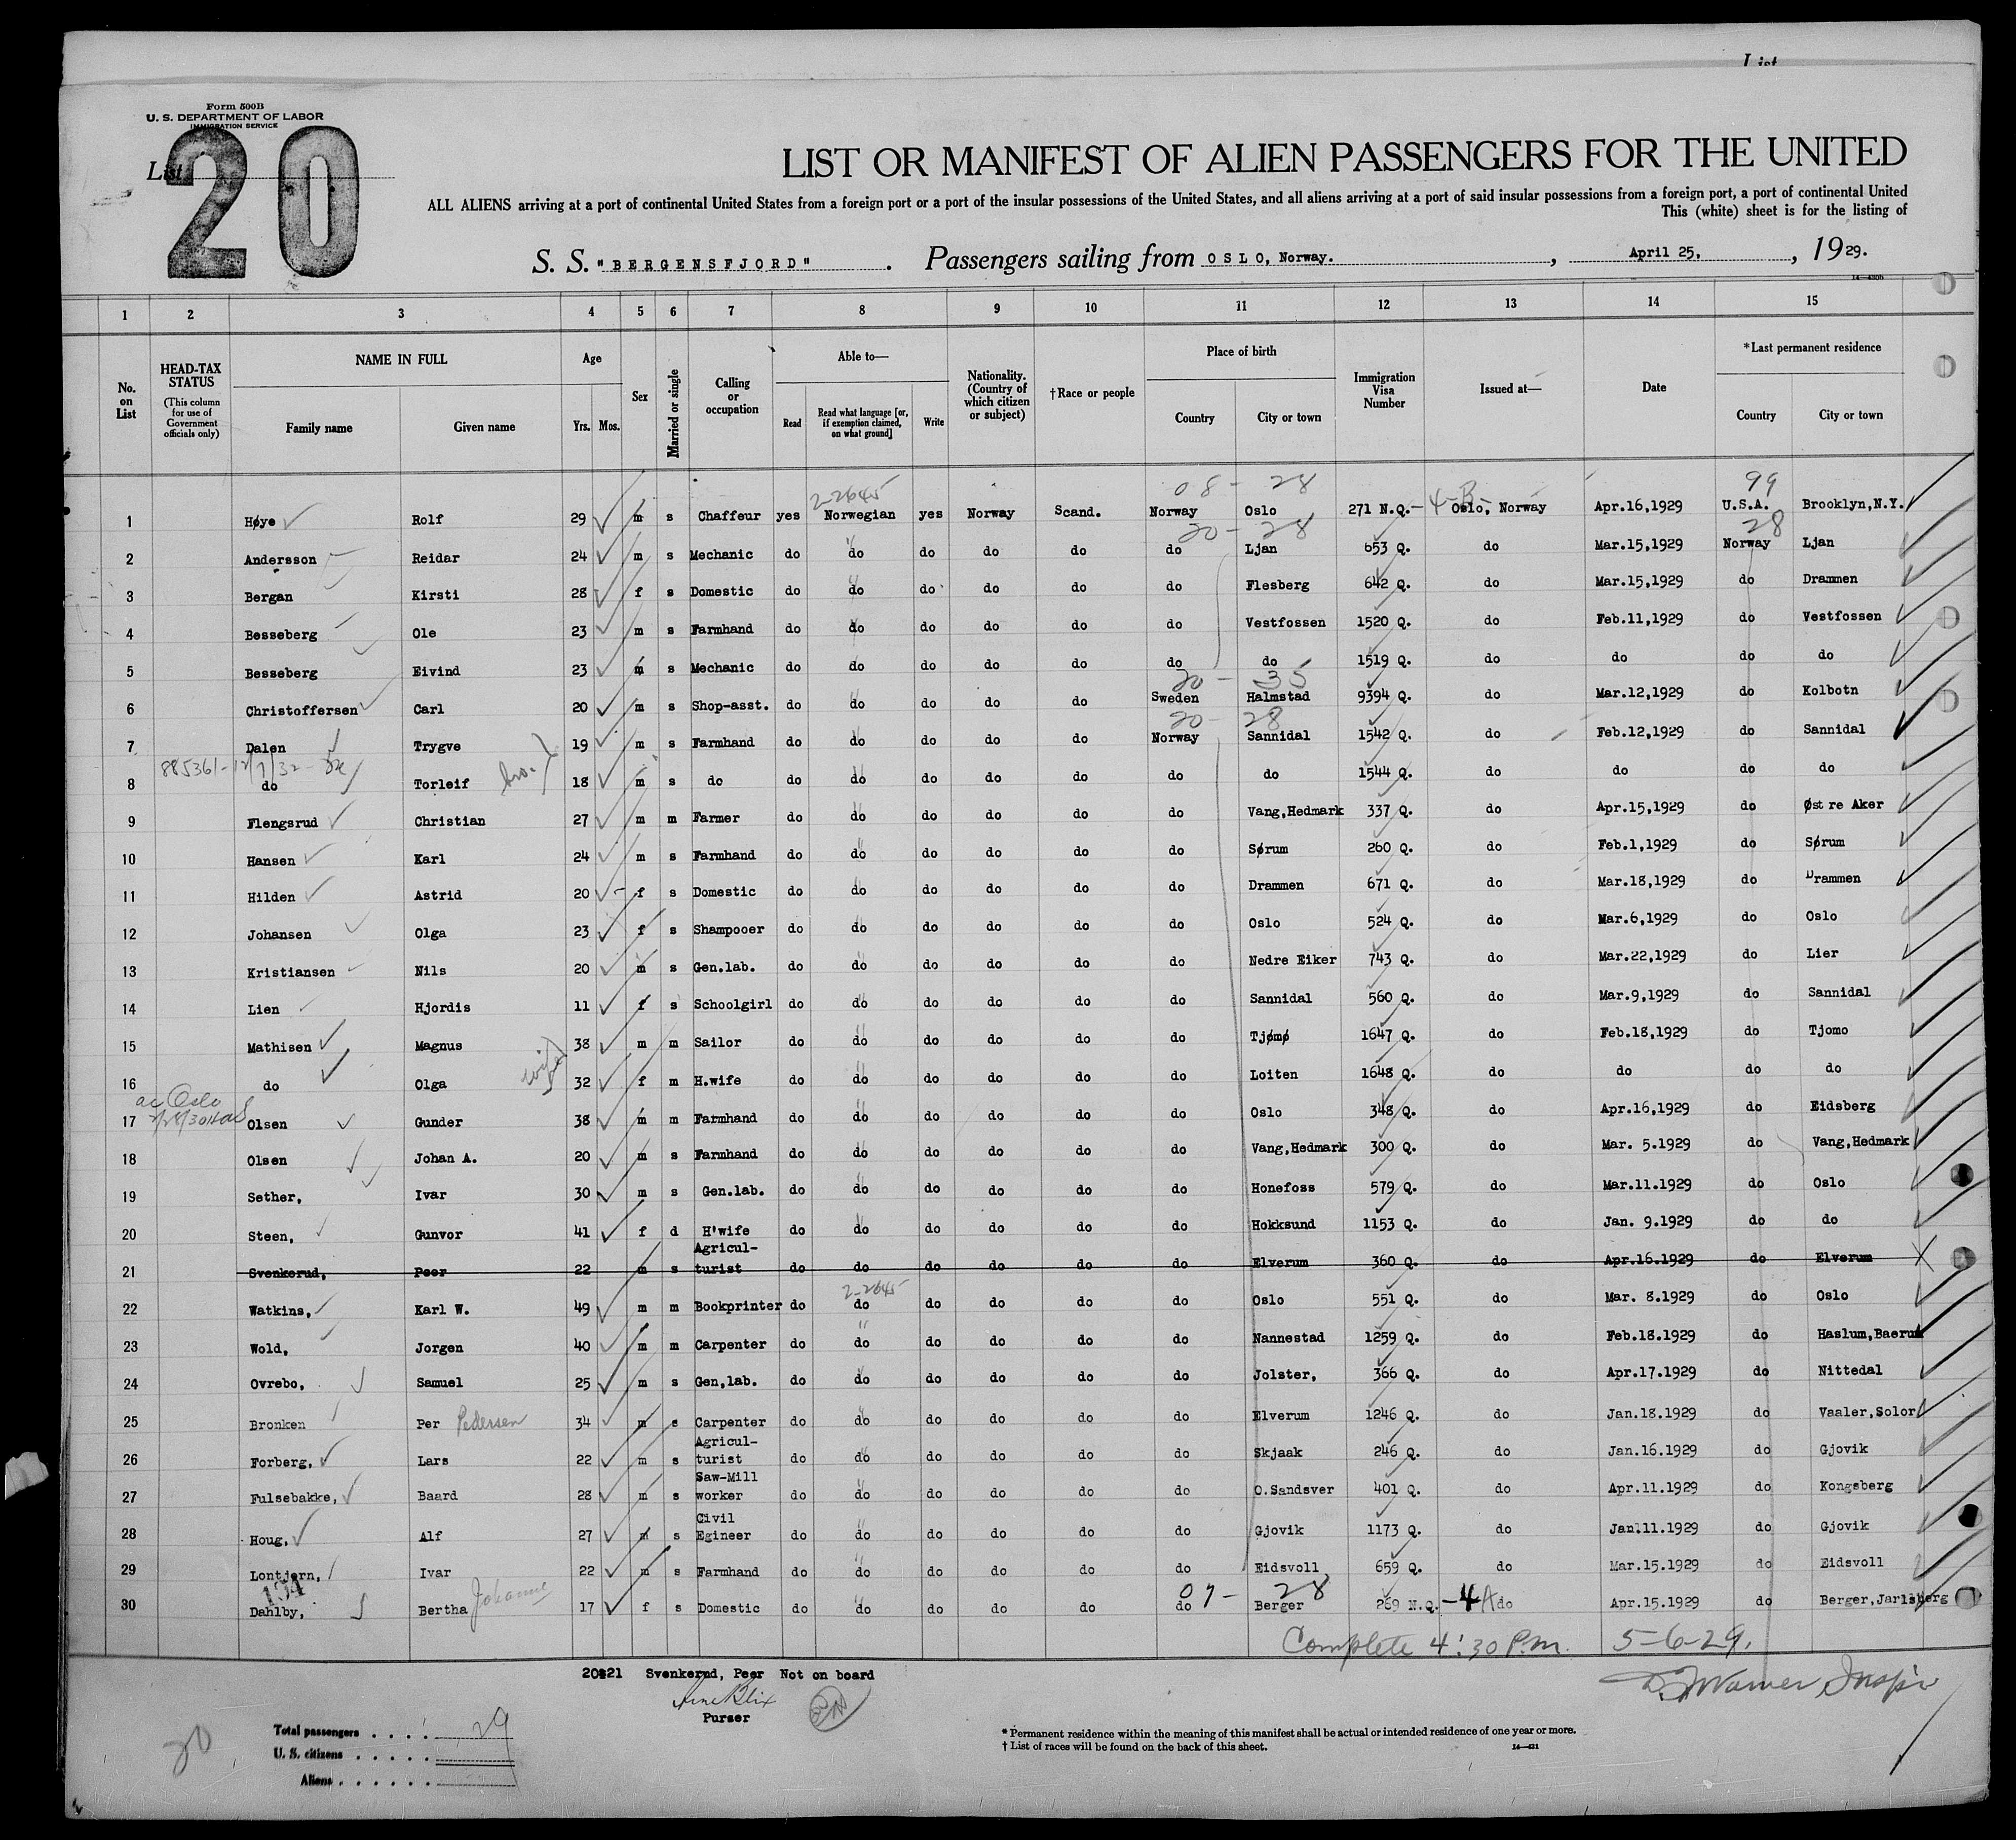 List
Form 500B
U. S. DEPARTMENT OF LABOR
IMMIGRATION SERVICE
List 20
LIST OR MANIFEST OF ALIEN PASSENGERS FOR THE UNITED
ALL ALIENS arriving at a port of continental United States from a foreign port or a port of the insular possessions of the United States, and all aliens arriving at a port of said insular possessions from a foreign port, a port of continental United
This (white) sheet is for the listing of
S. S. "BERGENSFJORD". Passengers sailing from OSLO, Norway., April 25, 1929.
1 2 3 4 5 6 7 8 9 10 11 12 13 14 15
No. on List
HEAD-TAX STATUS (This column for use of Government officials only)
NAME IN FULL Family name Given name
Age Yrs. Mos.
Sex
Married or single
Calling or occupation
Able to— Read Read what language [or, if exemption claimed, on what ground] Write
Nationality. (Country of which citizen or subject)
†Race or people
Place of birth Country City or town
Immigration Visa Number
Issued at—
Date
*Last permanent residence Country City or town
2-2645 08- 28 4-B- 99
1 Høye Rolf 29 m s Chaffeur yes Norwegian yes Norway Scand. Norway Oslo 271 N.Q. Oslo, Norway Apr.16,1929 U.S.A. Brooklyn,N.Y.
20- 28 28
2 Andersson Reidar 24 m s Mechanic do do do do do do Ljan 653 Q. do Mar.15,1929 Norway Ljan
3 Bergan Kirsti 28 f s Domestic do do do do do do Flesberg 642 Q. do Mar.15,1929 do Drammen
4 Besseberg Ole 23 m s Farmhand do do do do do do Vestfossen 1520 Q. do Feb.11,1929 do Vestfossen
5 Besseberg Eivind 23 m s Mechanic do do do do do do do 1519 Q. do do do do
20- 35
6 Christoffersen Carl 20 m s Shop-asst. do do do do do Sweden Halmstad 9394 Q. do Mar.12,1929 do Kolbotn
20- 28
7 Dalen Trygve 19 m s Farmhand do do do do do Norway Sannidal 1542 Q. do Feb.12,1929 do Sannidal
885361-12/7/32- bro.
8 do Torleif 18 m s do do do do do do do do 1544 Q. do do do do
9 Flengsrud Christian 27 m m Farmer do do do do do do Vang,Hedmark 337 Q. do Apr.15,1929 do Østre Aker
10 Hansen Karl 24 m s Farmhand do do do do do do Sørum 260 Q. do Feb.1,1929 do Sørum
11 Hilden Astrid 20 f s Domestic do do do do do do Drammen 671 Q. do Mar.18,1929 do Drammen
12 Johansen Olga 23 f s Shampooer do do do do do do Oslo 524 Q. do Mar.6,1929 do Oslo
13 Kristiansen Nils 20 m s Gen.lab. do do do do do do Nedre Eiker 743 Q. do Mar.22,1929 do Lier
14 Lien Hjordis 11 f s Schoolgirl do do do do do do Sannidal 560 Q. do Mar.9,1929 do Sannidal
15 Mathisen Magnus 38 m m Sailor do do do do do do Tjømø 1647 Q. do Feb.18,1929 do Tjomo
wife
16 do Olga 32 f m H.wife do do do do do do Loiten 1648 Q. do do do do
Oslo
17 Olsen Gunder 38 m m Farmhand do do do do do do Oslo 348 Q. do Apr.16,1929 do Eidsberg
18 Olsen Johan A. 20 m s Farmhand do do do do do do Vang,Hedmark 300 Q. do Mar. 5.1929 do Vang,Hedmark
19 Sether, Ivar 30 m s Gen.lab. do do do do do do Honefoss 579 Q. do Mar.11.1929 do Oslo
20 Steen, Gunvor 41 f d H'wife do do do do do do Hokksund 1153 Q. do Jan. 9.1929 do do
21 Svenkerud, Peer 22 m s Agricul-turist do do do do do do Elverum 360 Q. do Apr.16.1929 do Elverum
2-2645
22 Watkins, Karl W. 49 m m Bookprinter do do do do do do Oslo 551 Q. do Mar. 8.1929 do Oslo
23 Wold, Jorgen 40 m m Carpenter do do do do do do Nannestad 1259 Q. do Feb.18.1929 do Haslum,Baerum
24 Ovrebo, Samuel 25 m s Gen,lab. do do do do do do Jolster, 366 Q. do Apr.17.1929 do Nittedal
25 Bronken Per Pedersen 34 m s Carpenter do do do do do do Elverum 1246 Q. do Jan.18.1929 do Vaaler,Solor
26 Forberg, Lars 22 m s Agricul-turist do do do do do do Skjaak 246 Q. do Jan.16.1929 do Gjovik
27 Fulsebakke, Baard 28 m s Saw-Mill worker do do do do do do O.Sandsver 401 Q. do Apr.11.1929 do Kongsberg
28 Houg, Alf 27 m s Civil Egineer do do do do do do Gjovik 1173 Q. do Jan.11.1929 do Gjovik
29 Lontjern, Ivar 22 m s Farmhand do do do do do do Eidsvoll 659 Q. do Mar.15.1929 do Eidsvoll
134 07- 28 -4A
30 Dahlby, Bertha Johanne 17 f s Domestic do do do do do do Berger 269 N.Q. do Apr.15.1929 do Berger,Jarlsberg
Complete 4:30 P.m. 5-6-29.
Svenkerud, Peer Not on board
Purser
Total passengers 29
U. S. citizens
Aliens
20
* Permanent residence within the meaning of this manifest shall be actual or intended residence of one year or more.
† List of races will be found on the back of this sheet.